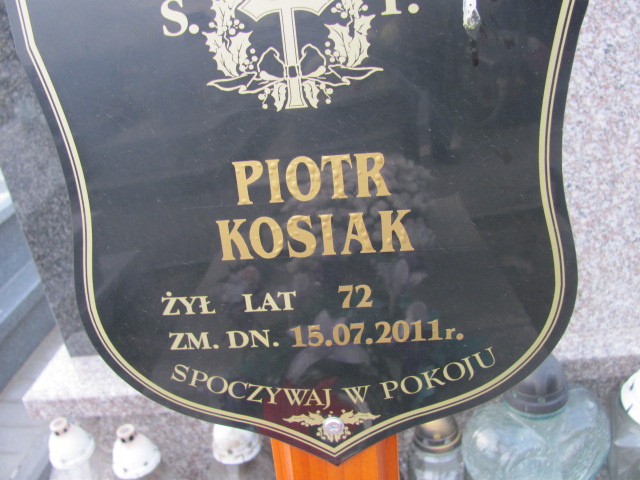 Ś. P.
PIOTR
KOSIAK
ŻYŁ LAT 72
ZM. DN. 15.07.2011r.
SPOCZYWAJ W POKOJU